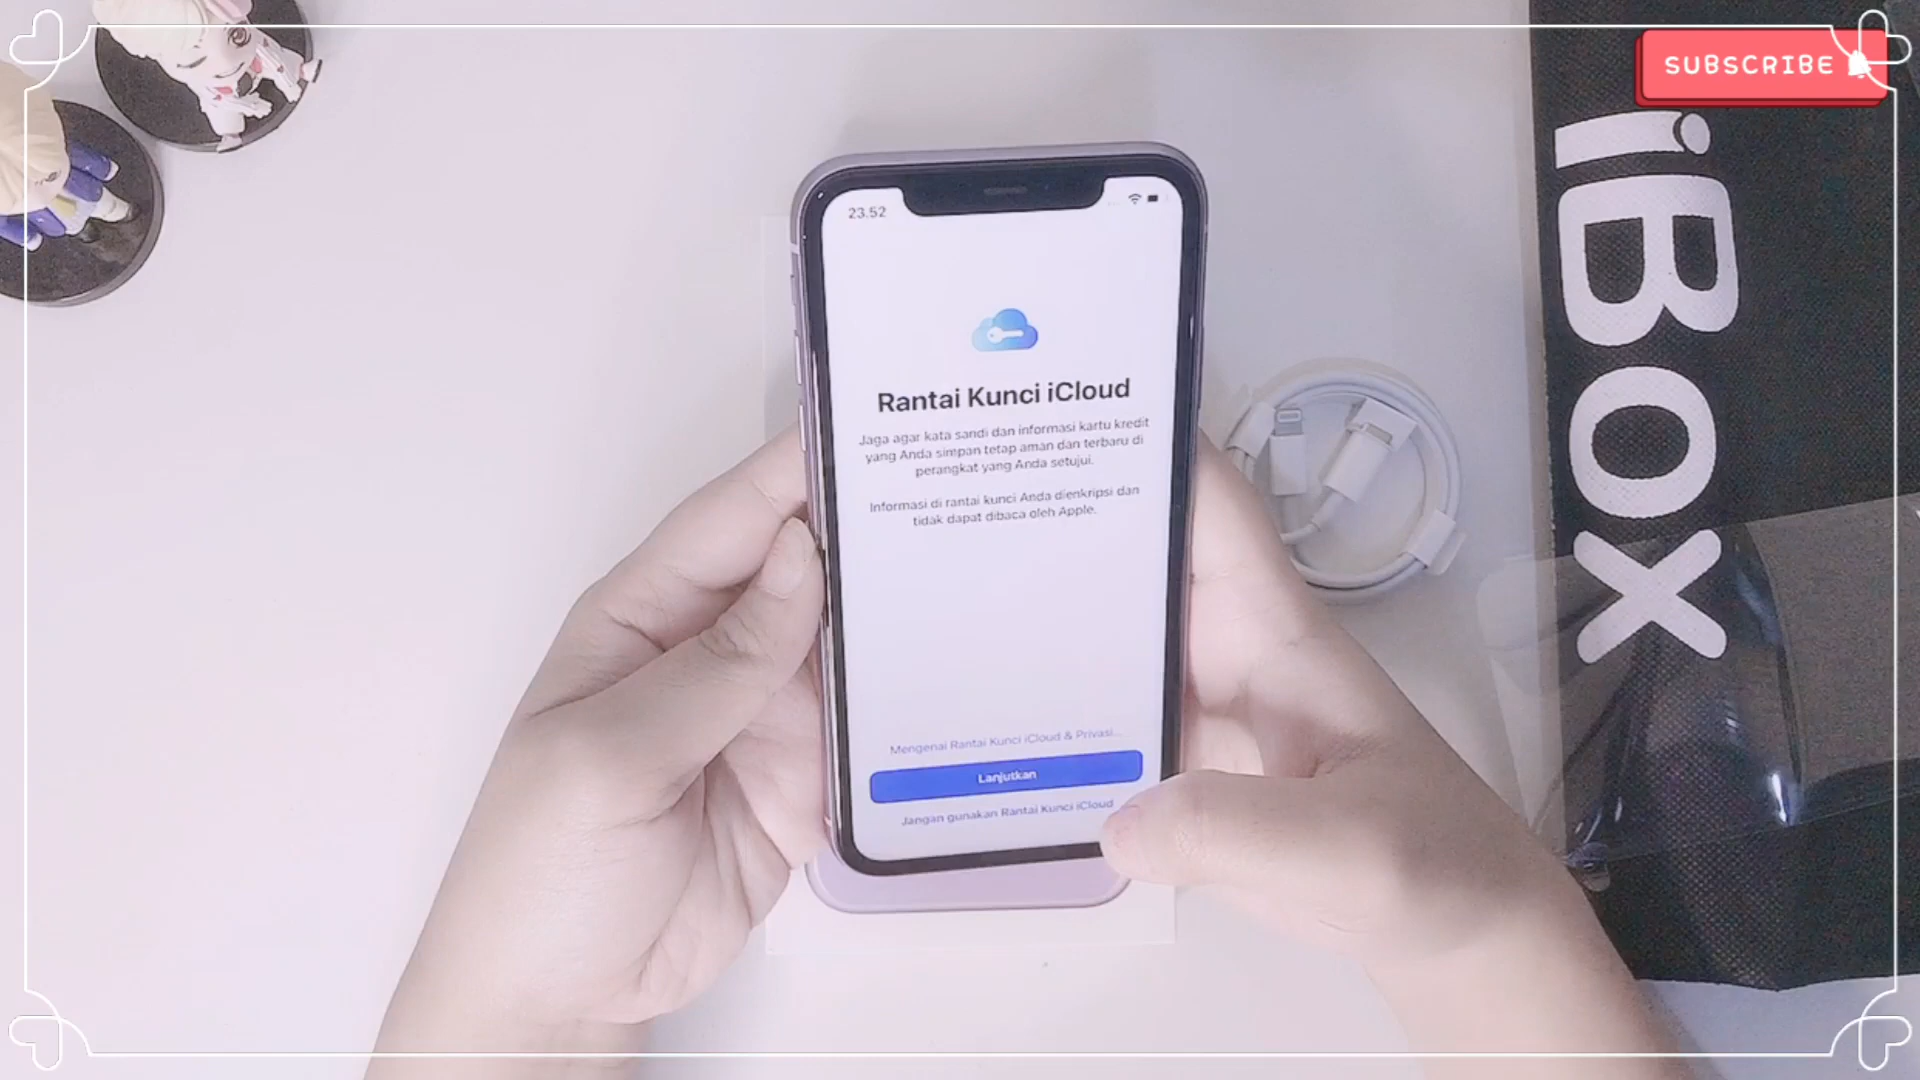 SUBSCRIBE
iBox
23.52
Rantai Kunci iCloud
Jaga agar kata sandi dan informasi kartu kredit
yang Anda simpan tetap aman dan terbaru di
perangkat yang Anda setujui.
Informasi di rantai kunci Anda dienkripsi dan
tidak dapat dibaca oleh Apple.
Mengenai Rantai Kunci iCloud & Privasi...
Lanjutkan
Jangan gunakan Rantai Kunci iCloud